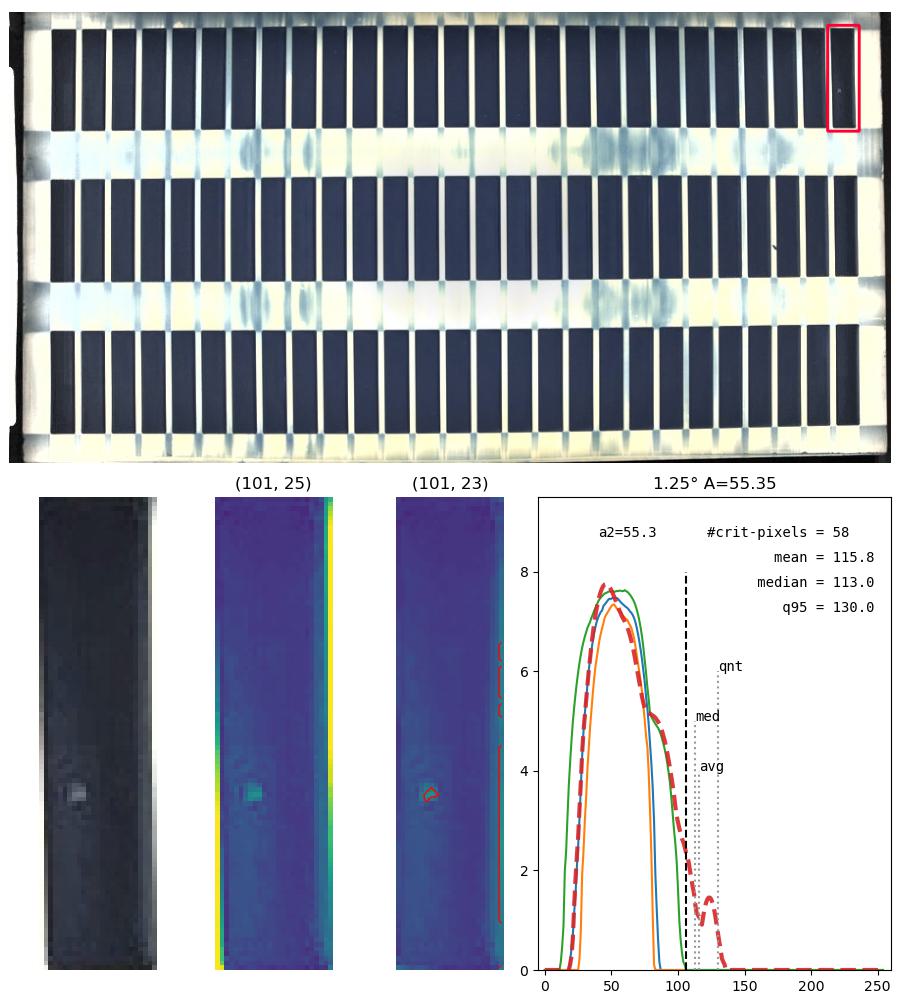 (101, 25)
(101, 23)
1.25° A=55.35
a2=55.3
#crit-pixels = 58
mean = 115.8
median = 113.0
q95 = 130.0
qnt
med
avg
8
6
4
2
0
0 50 100 150 200 250